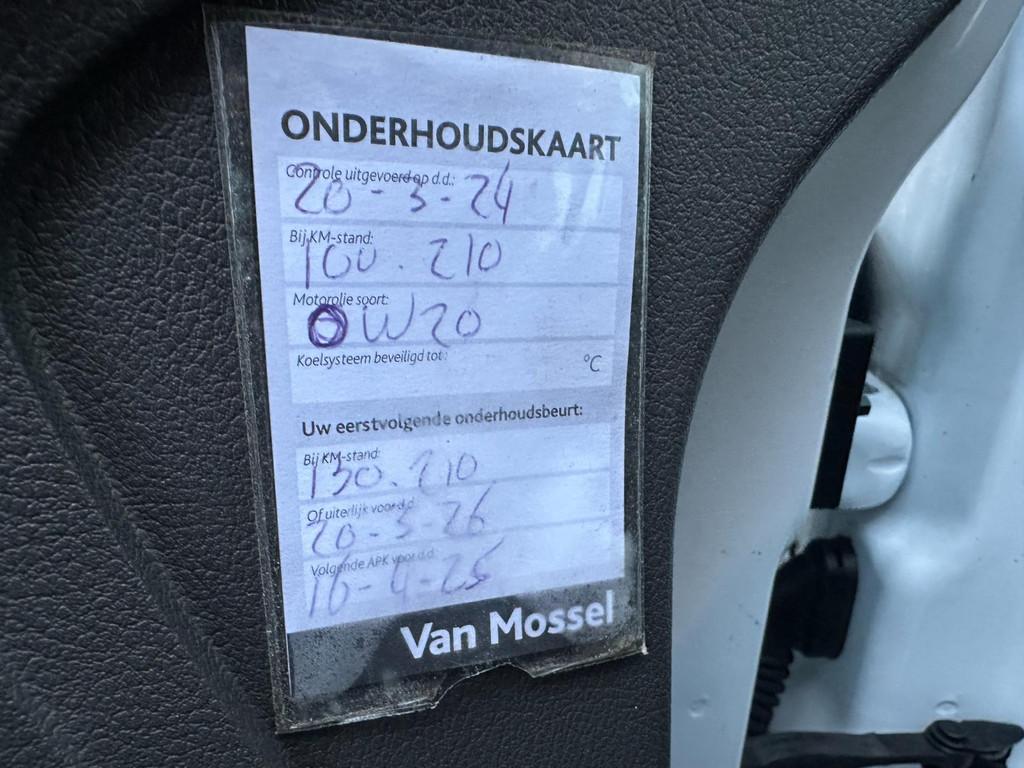 ONDERHOUDSKAART
Controle uitgevoerd op d.d.:
20-3-24
Bij KM-stand:
100.210
Motorolie soort:
0W20
Koelsysteem beveiligd tot: °C
Uw eerstvolgende onderhoudsbeurt:
Bij KM-stand:
130.210
Of uiterlijk voor d.d.
20-3-26
Volgende APK voor d.d.
10-4-25
Van Mossel